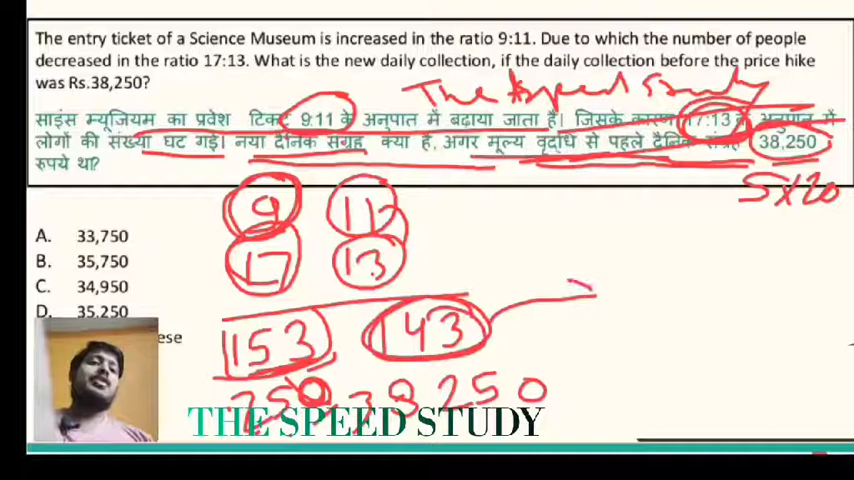 The entry ticket of a Science Museum is increased in the ratio 9:11. Due to which the number of people
decreased in the ratio 17:13. What is the new daily collection, if the daily collection before the price hike
was Rs.38,250?
The speed study
साइंस म्यूजियम का प्रवेश टिकट 9:11 के अनुपात में बढ़ाया जाता है। जिसके कारण 17:13 के अनुपात में
लोगों की संख्या घट गई। नया दैनिक संग्रह क्या है, अगर मूल्य वृद्धि से पहले दैनिक संग्रह 38,250
रुपये था?
5x20
9 11
17 13
A. 33,750
B. 35,750
C. 34,950
D. 35,250
ese
153 143
250 38250
THE SPEED STUDY